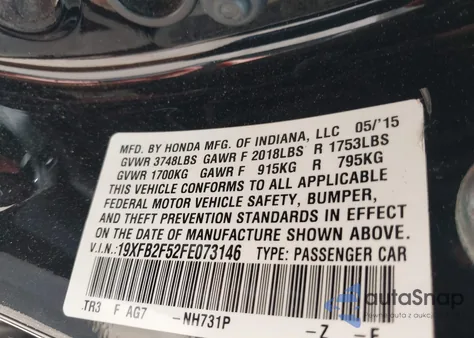 MFD. BY HONDA MFG. OF INDIANA, LLC 05/'15
GVWR 3748LBS GAWR F 2018LBS R 1753LBS
GVWR 1700KG GAWR F 915KG R 795KG
THIS VEHICLE CONFORMS TO ALL APPLICABLE
FEDERAL MOTOR VEHICLE SAFETY, BUMPER,
AND THEFT PREVENTION STANDARDS IN EFFECT
ON THE DATE OF MANUFACTURE SHOWN ABOVE.
V.I.N.:19XFB2F52FE073146 TYPE: PASSENGER CAR
TR3 F AG7 -NH731P -Z -E
autoSnap